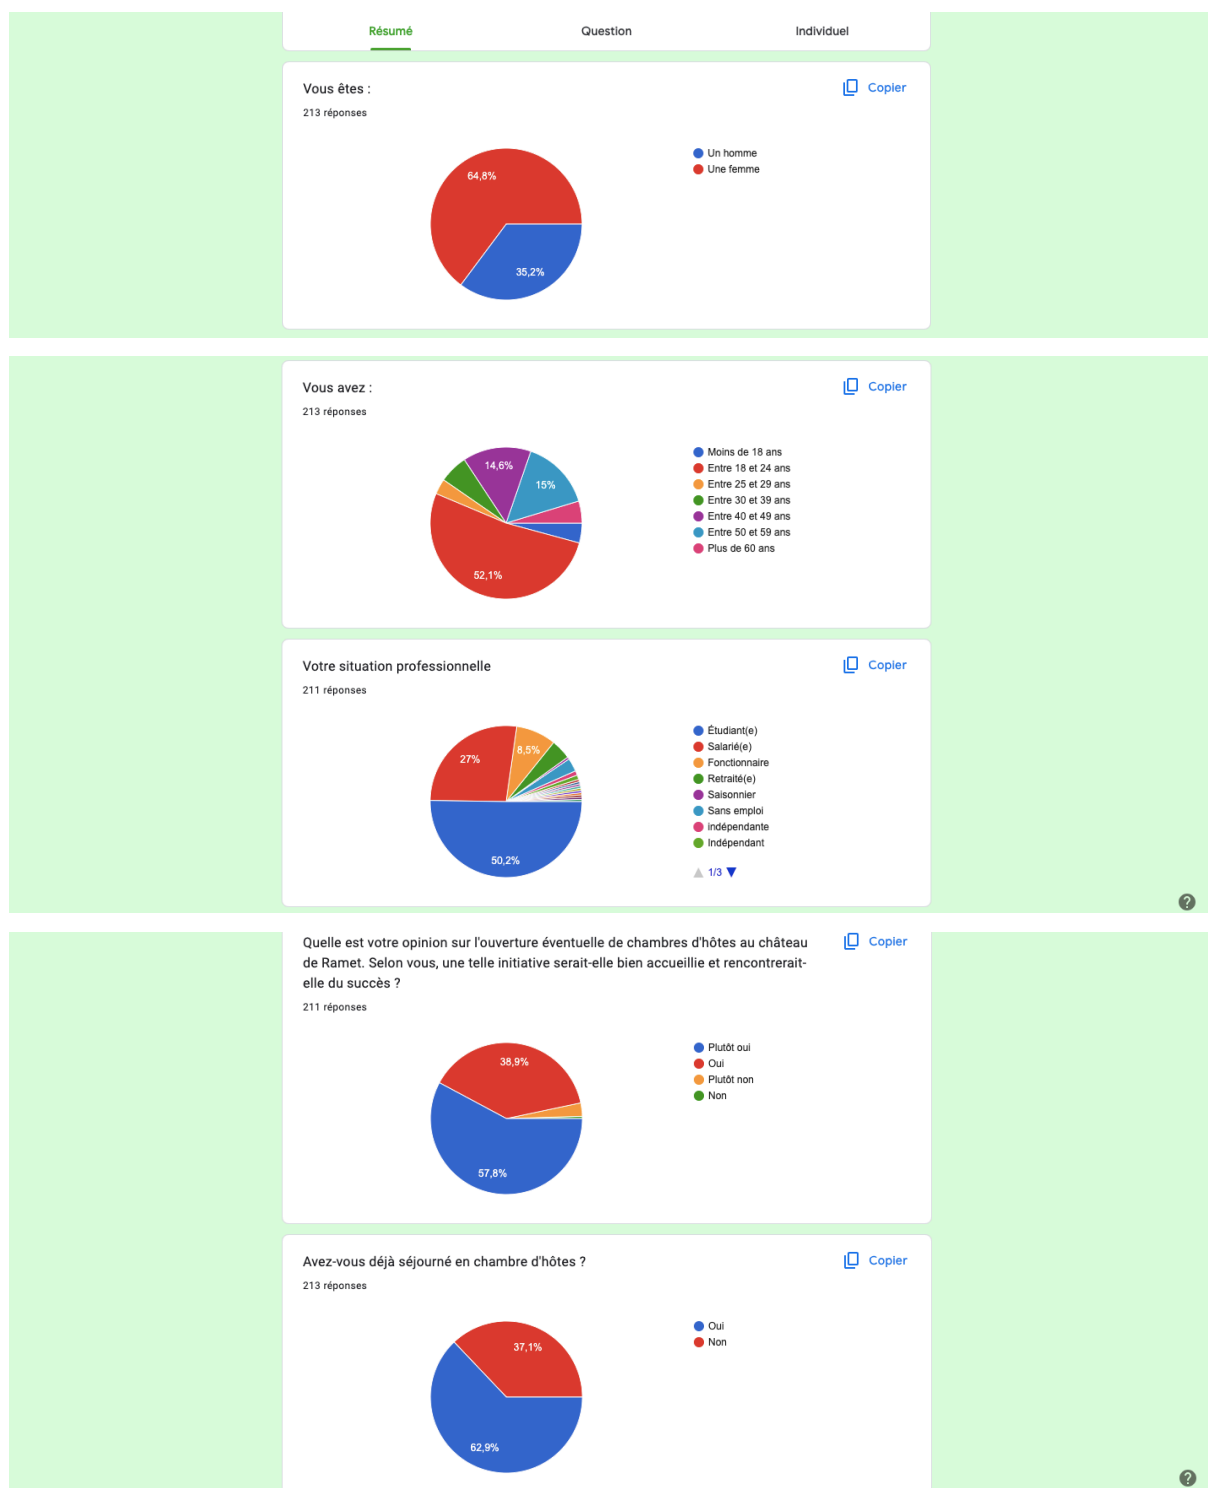 Résumé
Question
Individuel
Vous êtes :
Copier
213 réponses
64,8%
35,2%
Un homme
Une femme
Vous avez :
Copier
213 réponses
14,6%
15%
52,1%
Moins de 18 ans
Entre 18 et 24 ans
Entre 25 et 29 ans
Entre 30 et 39 ans
Entre 40 et 49 ans
Entre 50 et 59 ans
Plus de 60 ans
Votre situation professionnelle
Copier
211 réponses
27%
8,5%
50,2%
Étudiant(e)
Salarié(e)
Fonctionnaire
Retraité(e)
Saisonnier
Sans emploi
indépendante
Indépendant
1/3
Quelle est votre opinion sur l'ouverture éventuelle de chambres d'hôtes au château
de Ramet. Selon vous, une telle initiative serait-elle bien accueillie et rencontrerait-
elle du succès ?
Copier
211 réponses
38,9%
57,8%
Plutôt oui
Oui
Plutôt non
Non
Avez-vous déjà séjourné en chambre d'hôtes ?
Copier
213 réponses
37,1%
62,9%
Oui
Non